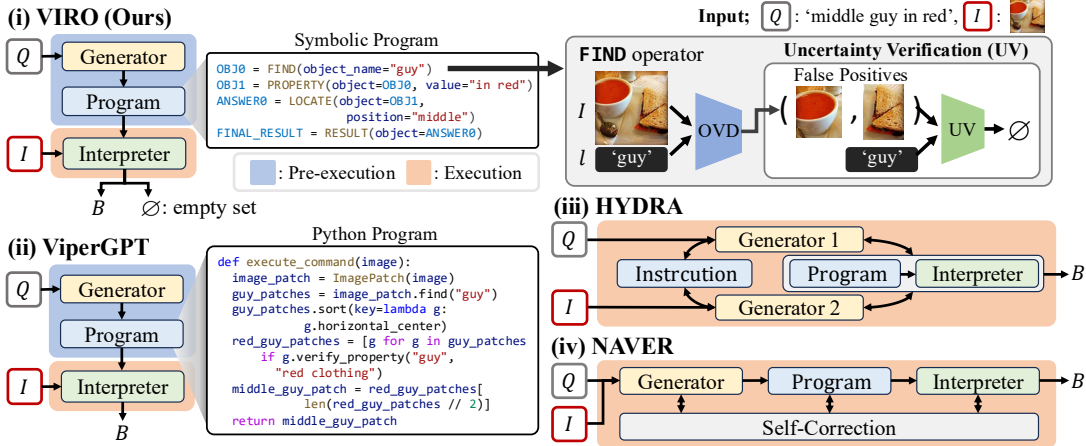 (i) VIRO (Ours)
Q
Generator
Program
I
Interpreter
B
∅: empty set
Symbolic Program
OBJ0 = FIND(object_name="guy")
OBJ1 = PROPERTY(object=OBJ0, value="in red")
ANSWER0 = LOCATE(object=OBJ1,
position="middle")
FINAL_RESULT = RESULT(object=ANSWER0)
: Pre-execution
: Execution
Input; Q : ‘middle guy in red’, I :
FIND operator
Uncertainty Verification (UV)
False Positives
I
l
‘guy’
OVD
( , )
‘guy’
UV
∅
(ii) ViperGPT
Q
Generator
Program
I
Interpreter
B
Python Program
def execute_command(image):
image_patch = ImagePatch(image)
guy_patches = image_patch.find("guy")
guy_patches.sort(key=lambda g:
g.horizontal_center)
red_guy_patches = [g for g in guy_patches
if g.verify_property("guy",
"red clothing")
middle_guy_patch = red_guy_patches[
len(red_guy_patches // 2)]
return middle_guy_patch
(iii) HYDRA
Q
Generator 1
Instrcution
Program
Interpreter
B
I
Generator 2
(iv) NAVER
Q
Generator
Program
Interpreter
B
I
Self-Correction